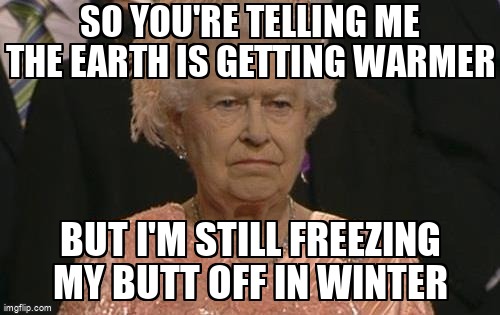 SO YOU'RE TELLING ME
THE EARTH IS GETTING WARMER
BUT I'M STILL FREEZING
MY BUTT OFF IN WINTER
imgflip.com